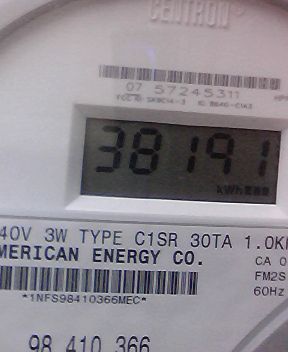 CENTRON®
07 57245311
38191
kWh
40V 3W TYPE C1SR 30TA 1.0K
MERICAN ENERGY CO.
CA 0
FM2S
60Hz
*1NFS98410366MEC*
98 410 366